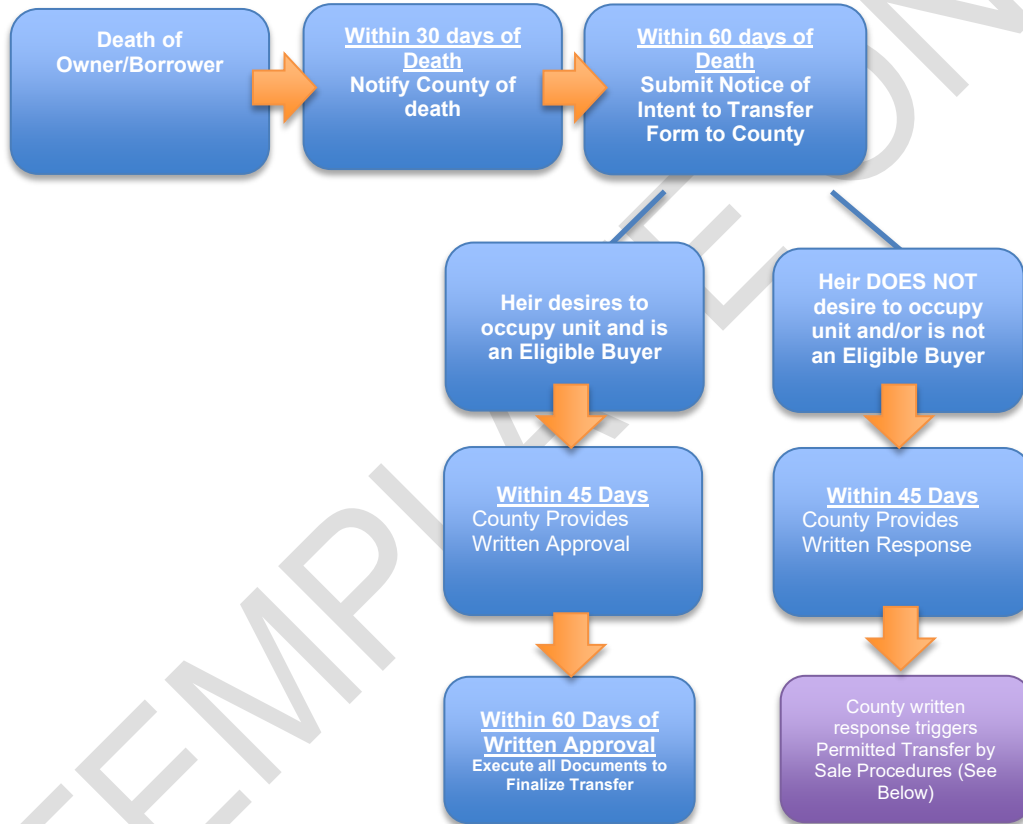 Death of
Owner/Borrower
Within 30 days of
Death
Notify County of
death
Within 60 days of
Death
Submit Notice of
Intent to Transfer
Form to County
Heir desires to
occupy unit and is
an Eligible Buyer
Heir DOES NOT
desire to occupy
unit and/or is not
an Eligible Buyer
Within 45 Days
County Provides
Written Approval
Within 45 Days
County Provides
Written Response
Within 60 Days of
Written Approval
Execute all Documents to
Finalize Transfer
County written
response triggers
Permitted Transfer by
Sale Procedures (See
Below)